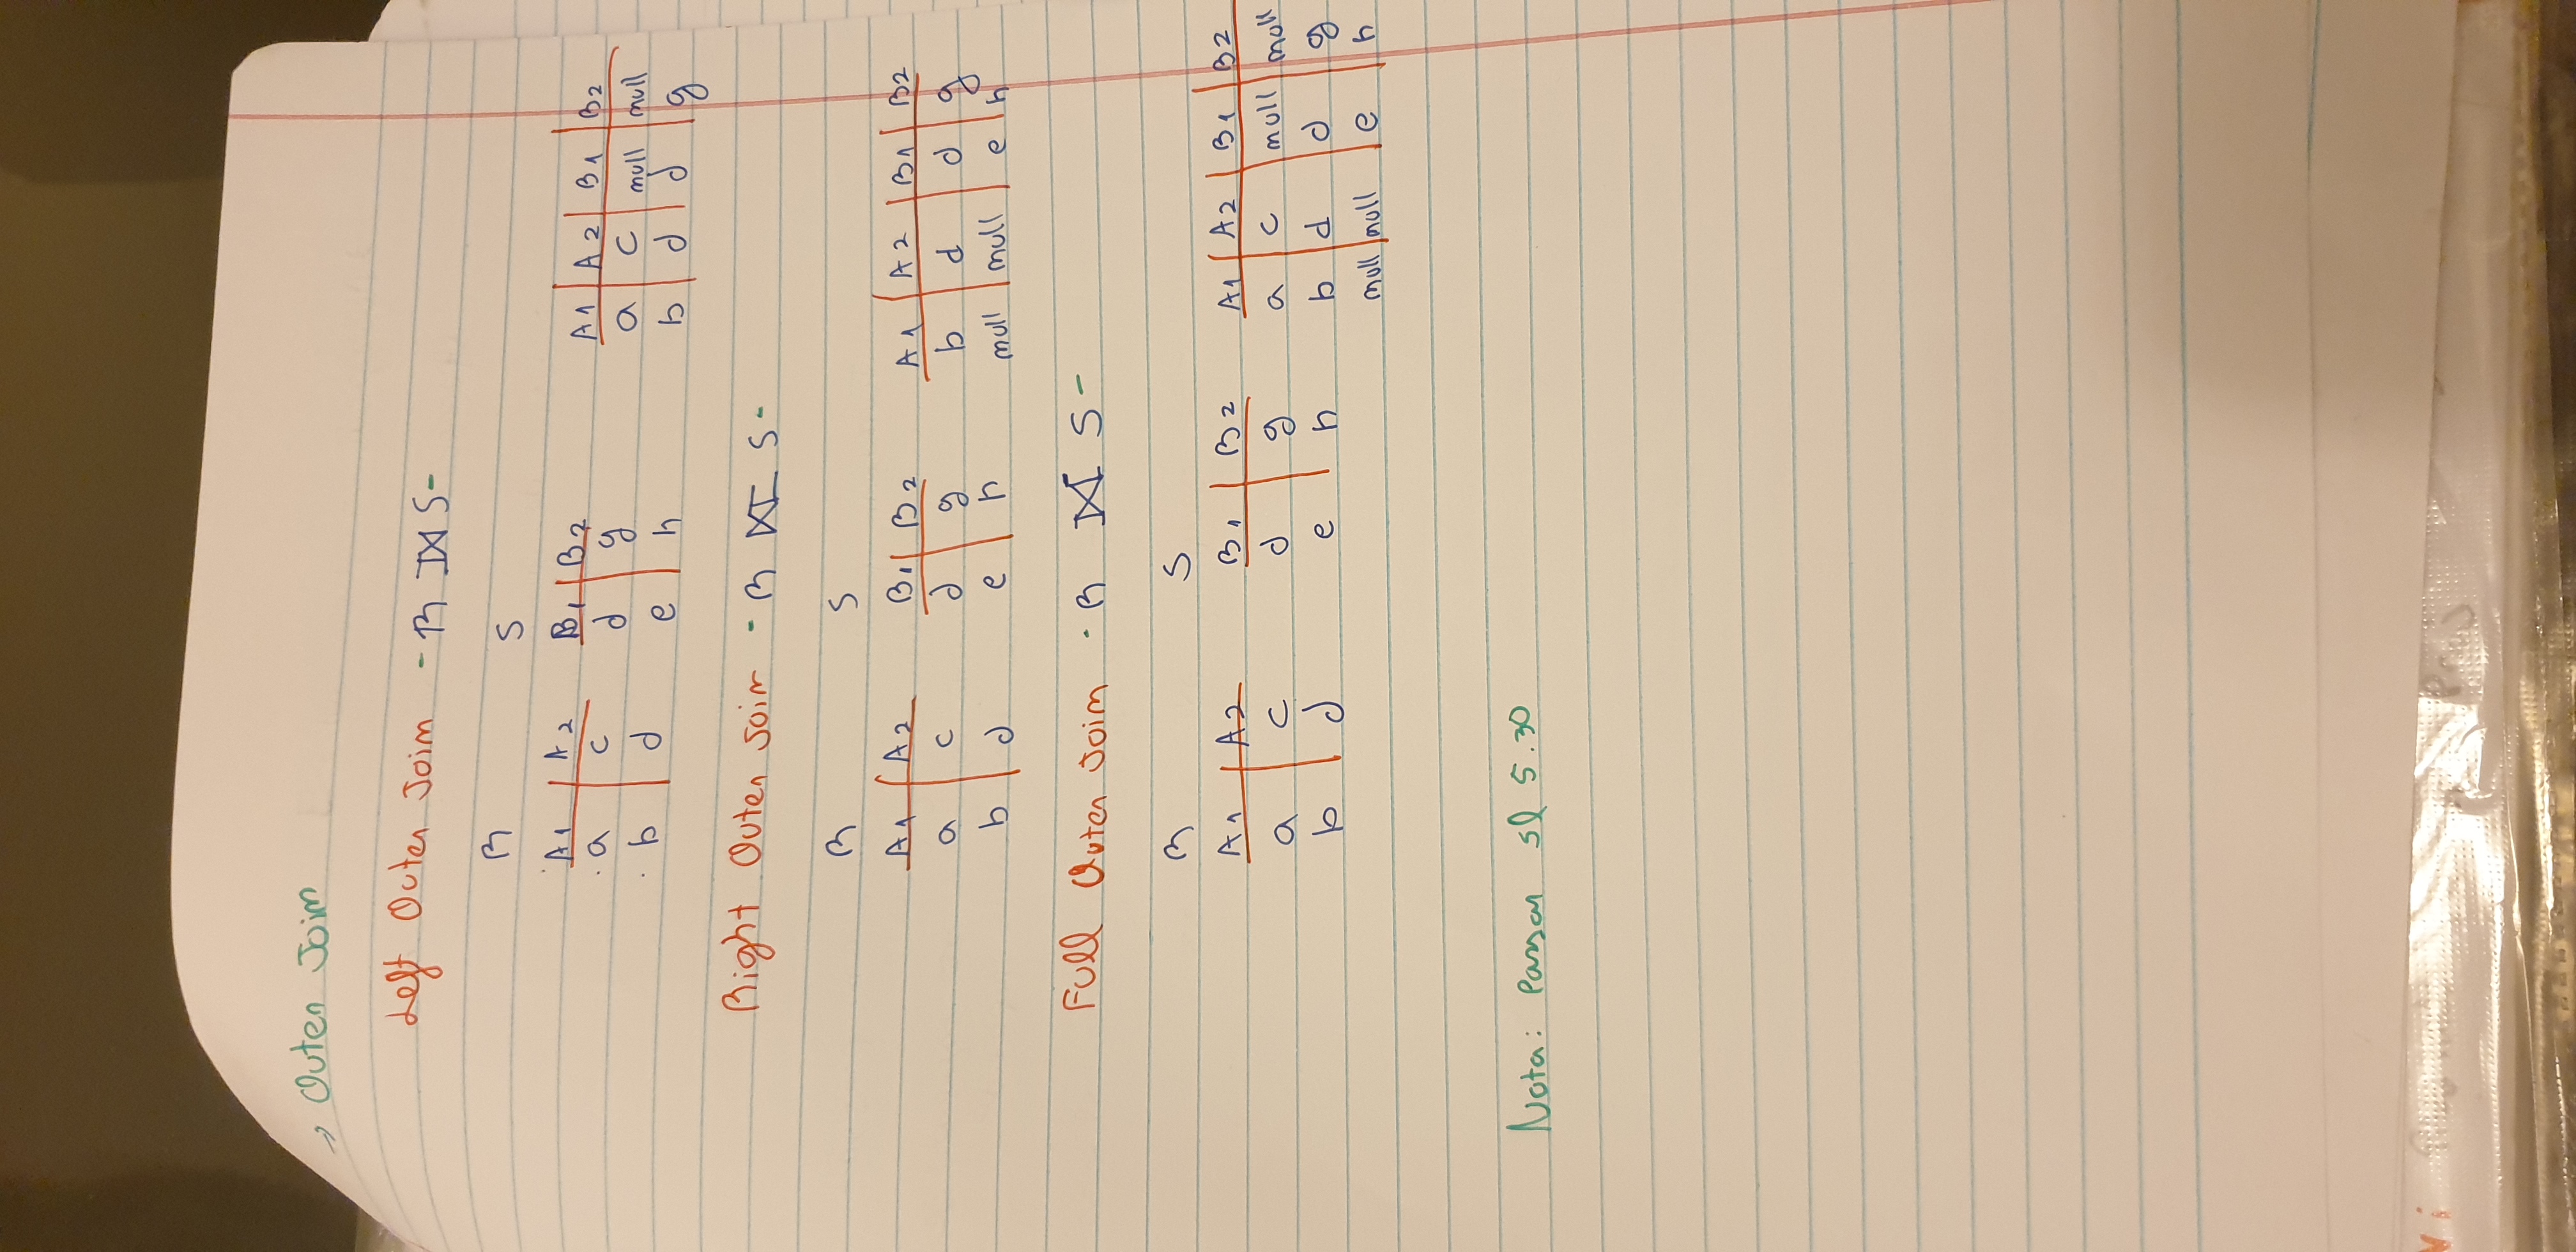 ⇒ Outer Join
Left Outer Join - R ⟕ S -
R S
A1 A2 B1 B2 A1 A2 B1 B2
a c d g a c null null
b d e h b d d g
Right Outer Join - R ⟖ S -
R S
A1 A2 B1 B2 A1 A2 B1 B2
a c d g b d d g
b d e h null null e h
Full Outer Join - R ⟗ S -
R S
A1 A2 B1 B2 A1 A2 B1 B2
a c d g a c null null
b d e h b d d g
null null e h
Nota: Passar sl 5.30